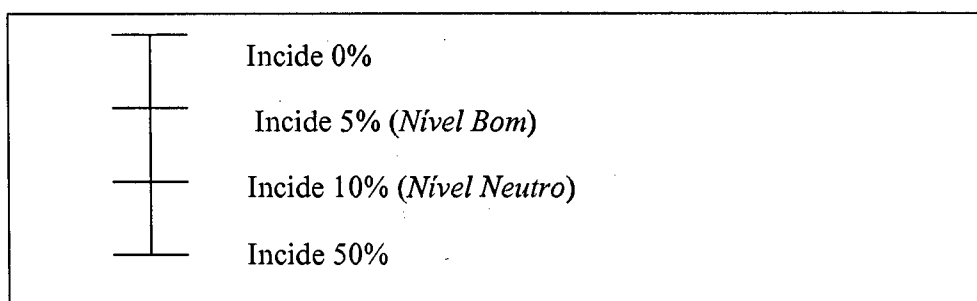 Incide 0%
Incide 5% (Nível Bom)
Incide 10% (Nível Neutro)
Incide 50%